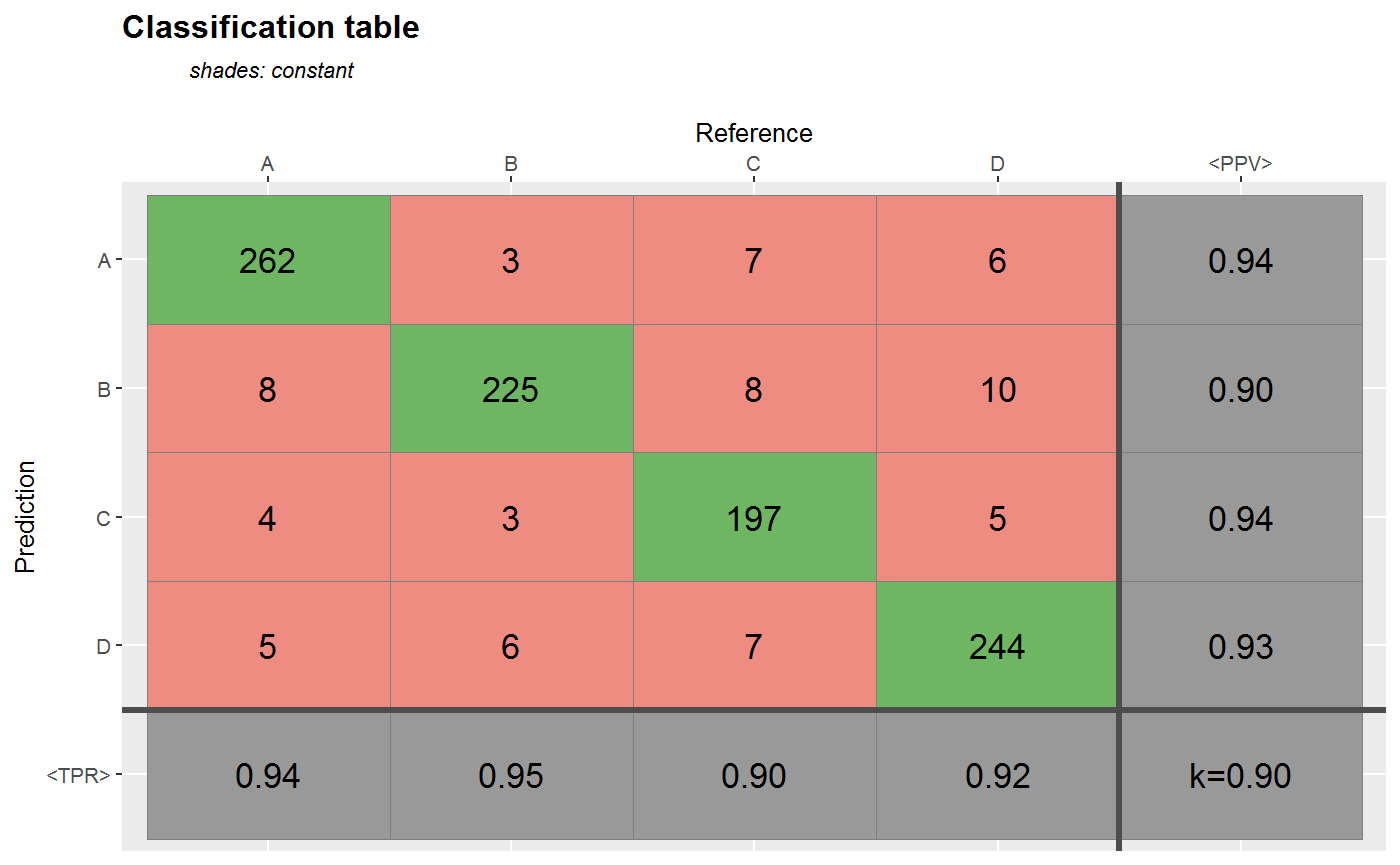 Classification table
shades: constant
Reference
A B C D <PPV>
A 262 3 7 6 0.94
B 8 225 8 10 0.90
C 4 3 197 5 0.94
D 5 6 7 244 0.93
<TPR> 0.94 0.95 0.90 0.92 k=0.90
Prediction